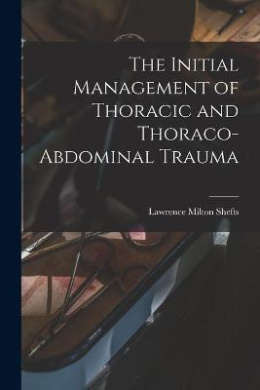 The Initial
Management of
Thoracic and
Thoraco-
Abdominal Trauma
Lawrence Milton Shefts